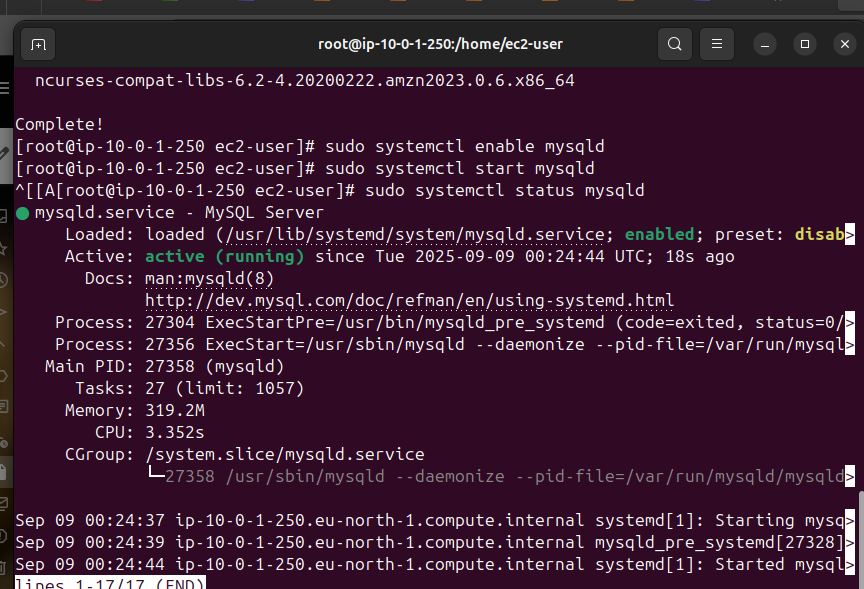 root@ip-10-0-1-250:/home/ec2-user
ncurses-compat-libs-6.2-4.20200222.amzn2023.0.6.x86_64
Complete!
[root@ip-10-0-1-250 ec2-user]# sudo systemctl enable mysqld
[root@ip-10-0-1-250 ec2-user]# sudo systemctl start mysqld
^[[A[root@ip-10-0-1-250 ec2-user]# sudo systemctl status mysqld
● mysqld.service - MySQL Server
Loaded: loaded (/usr/lib/systemd/system/mysqld.service; enabled; preset: disab>
Active: active (running) since Tue 2025-09-09 00:24:44 UTC; 18s ago
Docs: man:mysqld(8)
http://dev.mysql.com/doc/refman/en/using-systemd.html
Process: 27304 ExecStartPre=/usr/bin/mysqld_pre_systemd (code=exited, status=0/>
Process: 27356 ExecStart=/usr/sbin/mysqld --daemonize --pid-file=/var/run/mysql>
Main PID: 27358 (mysqld)
Tasks: 27 (limit: 1057)
Memory: 319.2M
CPU: 3.352s
CGroup: /system.slice/mysqld.service
└─27358 /usr/sbin/mysqld --daemonize --pid-file=/var/run/mysqld/mysqld>
Sep 09 00:24:37 ip-10-0-1-250.eu-north-1.compute.internal systemd[1]: Starting mysq>
Sep 09 00:24:39 ip-10-0-1-250.eu-north-1.compute.internal mysqld_pre_systemd[27328]>
Sep 09 00:24:44 ip-10-0-1-250.eu-north-1.compute.internal systemd[1]: Started mysql>
lines 1-17/17 (END)